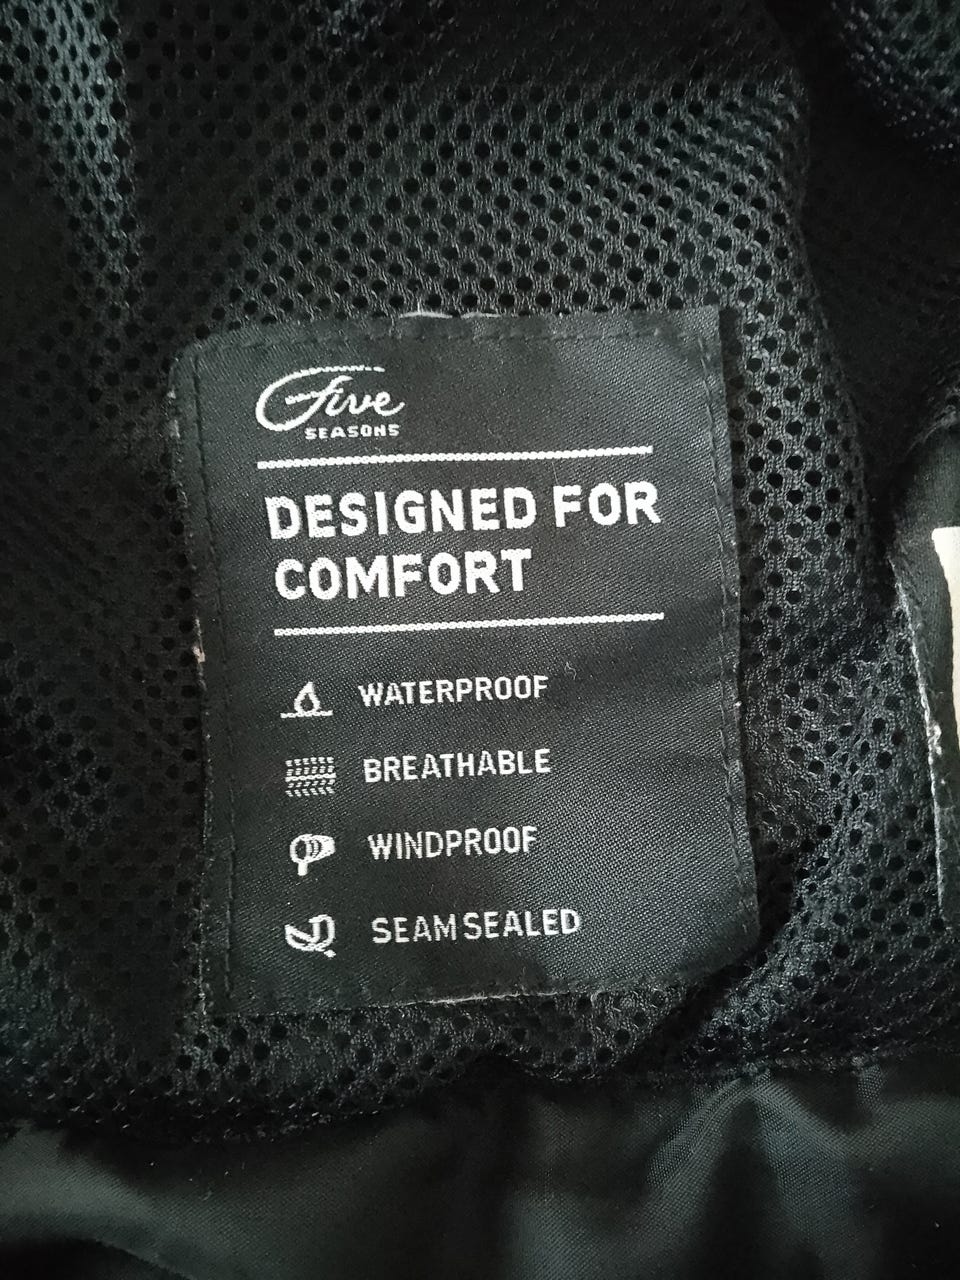 Five
SEASONS
DESIGNED FOR
COMFORT
WATERPROOF
BREATHABLE
WINDPROOF
SEAM SEALED